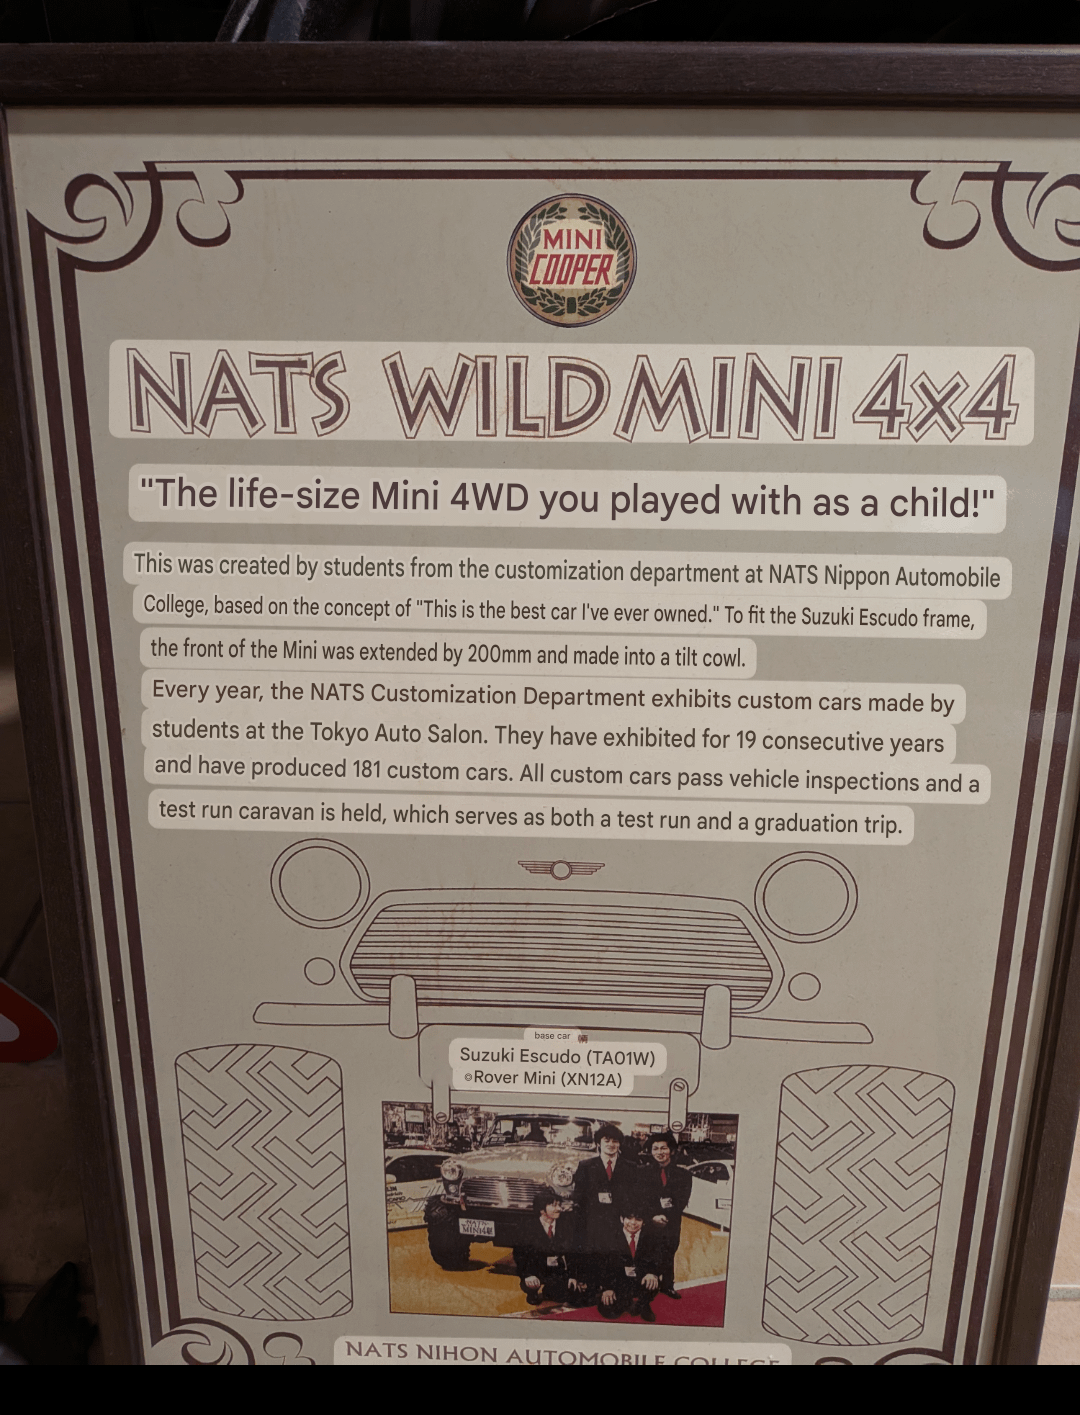 MINI
COOPER
NATS WILD MINI 4x4
"The life-size Mini 4WD you played with as a child!"
This was created by students from the customization department at NATS Nippon Automobile
College, based on the concept of "This is the best car I've ever owned." To fit the Suzuki Escudo frame,
the front of the Mini was extended by 200mm and made into a tilt cowl.
Every year, the NATS Customization Department exhibits custom cars made by
students at the Tokyo Auto Salon. They have exhibited for 19 consecutive years
and have produced 181 custom cars. All custom cars pass vehicle inspections and a
test run caravan is held, which serves as both a test run and a graduation trip.
base car
Suzuki Escudo (TA01W)
Rover Mini (XN12A)
NATS
NATS NIHON AUTOMOBILE COLLEGE